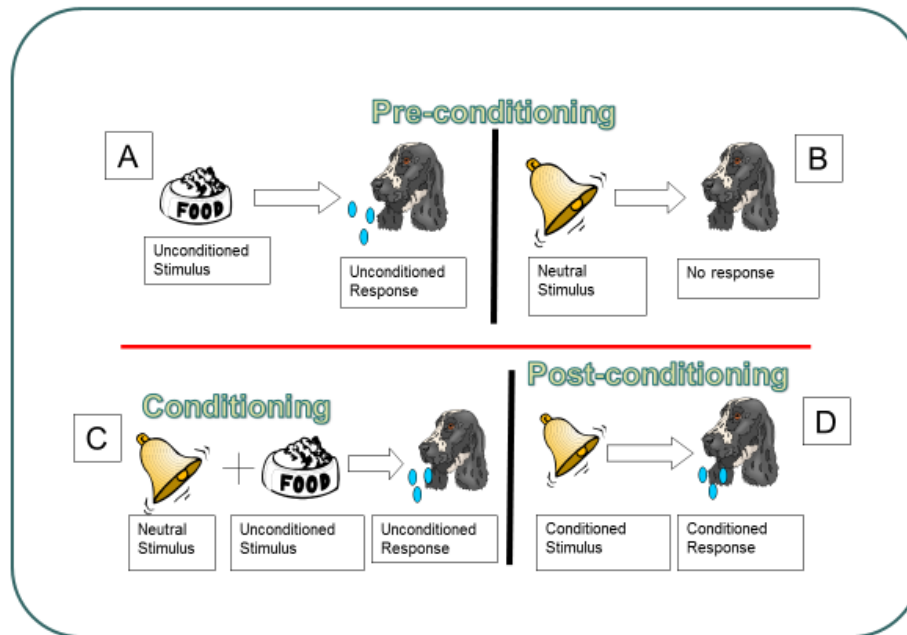 Pre-conditioning
A
B
FOOD
Unconditioned
Stimulus
Unconditioned
Response
Neutral
Stimulus
No response
Conditioning
Post-conditioning
C
D
FOOD
Neutral
Stimulus
Unconditioned
Stimulus
Unconditioned
Response
Conditioned
Stimulus
Conditioned
Response